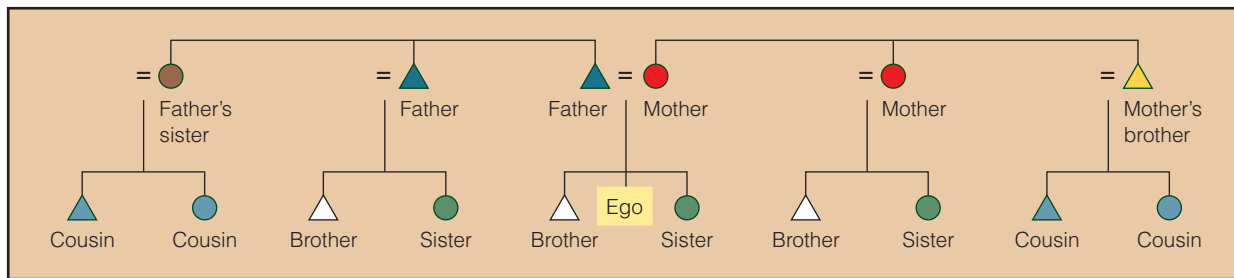 = = = = =
Father's
sister
Father
Father
Mother
Mother
Mother's
brother
Ego
Cousin
Cousin
Brother
Sister
Brother
Sister
Brother
Sister
Cousin
Cousin